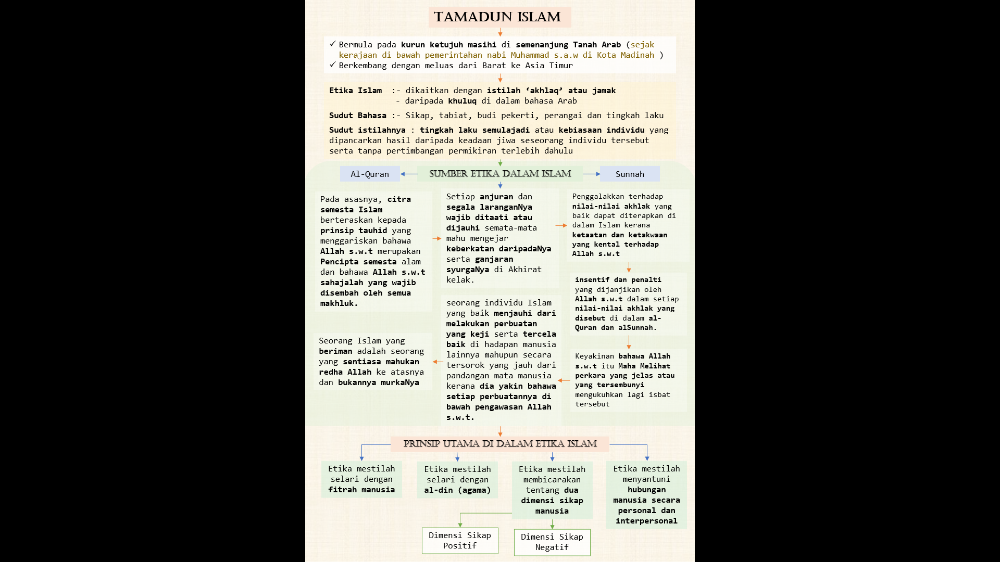 TAMADUN ISLAM
✓ Bermula pada kurun ketujuh masihi di semenanjung Tanah Arab (sejak
kerajaan di bawah pemerintahan nabi Muhammad s.a.w di Kota Madinah )
✓ Berkembang dengan meluas dari Barat ke Asia Timur
Etika Islam :- dikaitkan dengan istilah ‘akhlaq’ atau jamak
- daripada khuluq di dalam bahasa Arab
Sudut Bahasa :- Sikap, tabiat, budi pekerti, perangai dan tingkah laku
Sudut istilahnya : tingkah laku semulajadi atau kebiasaan individu yang
dipancarkan hasil daripada keadaan jiwa seseorang individu tersebut
serta tanpa pertimbangan permikiran terlebih dahulu
SUMBER ETIKA DALAM ISLAM
Al-Quran
Sunnah
Pada asasnya, citra
semesta Islam
berteraskan kepada
prinsip tauhid yang
menggariskan bahawa
Allah s.w.t merupakan
Pencipta semesta alam
dan bahawa Allah s.w.t
sahajalah yang wajib
disembah oleh semua
makhluk.
Setiap anjuran dan
segala laranganNya
wajib ditaati atau
dijauhi semata-mata
mahu mengejar
keberkatan daripadaNya
serta ganjaran
syurgaNya di Akhirat
kelak.
Penggalakkan terhadap
nilai-nilai akhlak yang
baik dapat diterapkan di
dalam Islam kerana
ketaatan dan ketakwaan
yang kental terhadap
Allah s.w.t
insentif dan penalti
yang dijanjikan oleh
Allah s.w.t dalam setiap
nilai-nilai akhlak yang
disebut di dalam al-
Quran dan alSunnah.
Keyakinan bahawa Allah
s.w.t itu Maha Melihat
perkara yang jelas atau
yang tersembunyi
mengukuhkan lagi isbat
tersebut
seorang individu Islam
yang baik menjauhi dari
melakukan perbuatan
yang keji serta tercela
baik di hadapan manusia
lainnya mahupun secara
tersorok yang jauh dari
pandangan mata manusia
kerana dia yakin bahawa
setiap perbuatannya di
bawah pengawasan Allah
s.w.t.
Seorang Islam yang
beriman adalah seorang
yang sentiasa mahukan
redha Allah ke atasnya
dan bukannya murkaNya
PRINSIP UTAMA DI DALAM ETIKA ISLAM
Etika mestilah
selari dengan
fitrah manusia
Etika mestilah
selari dengan
al-din (agama)
Etika mestilah
membicarakan
tentang dua
dimensi sikap
manusia
Etika mestilah
menyantuni
hubungan
manusia secara
personal dan
interpersonal
Dimensi Sikap
Positif
Dimensi Sikap
Negatif